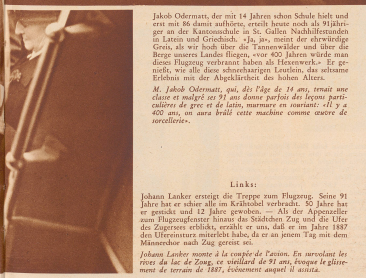 Jakob Odermatt, der mit 14 Jahren schon Schule hielt und
erst mit 86 damit aufhörte, erteilt heute noch als 91jähri-
ger an der Kantonsschule in St. Gallen Nachhilfestunden
in Latein und Griechisch. «Ja, ja», meint der ehrwürdige
Greis, als wir hoch über die Tannenwälder und über die
Berge unseres Landes fliegen, «vor 400 Jahren würde man
dieses Flugzeug verbrannt haben als Hexenwerk.» Er ge-
nießt, wie alle diese schneehaarigen Leutlein, das seltsame
Erlebnis mit der Abgeklärtheit des hohen Alters.
M. Jakob Odermatt, qui, dès l'âge de 14 ans, tenait une
classe et malgré ses 91 ans donne parfois des leçons parti-
culières de grec et de latin, murmure en souriant: «Il y a
400 ans, on aura brûlé cette machine comme œuvre de
sorcellerie».
Links:
Johann Lanker ersteigt die Treppe zum Flugzeug. Seine 91
Jahre hat er schier alle im Krältobel verbracht. 50 Jahre hat
er gestickt und 12 Jahre gewoben. — Als der Appenzeller
zum Flugzeugfenster hinaus das Städtchen Zug und die Ufer
des Zugersees erblickt, erzählt er uns, daß er im Jahre 1887
den Ufereinsturz miterlebt habe, da er an jenem Tag mit dem
Männerchor nach Zug gereist sei.
Johann Lanker monte à la coupée de l'avion. En survolant les
rives du lac de Zoug, ce vieillard de 91 ans, évoque le glisse-
ment de terrain de 1887, événement auquel il assista.